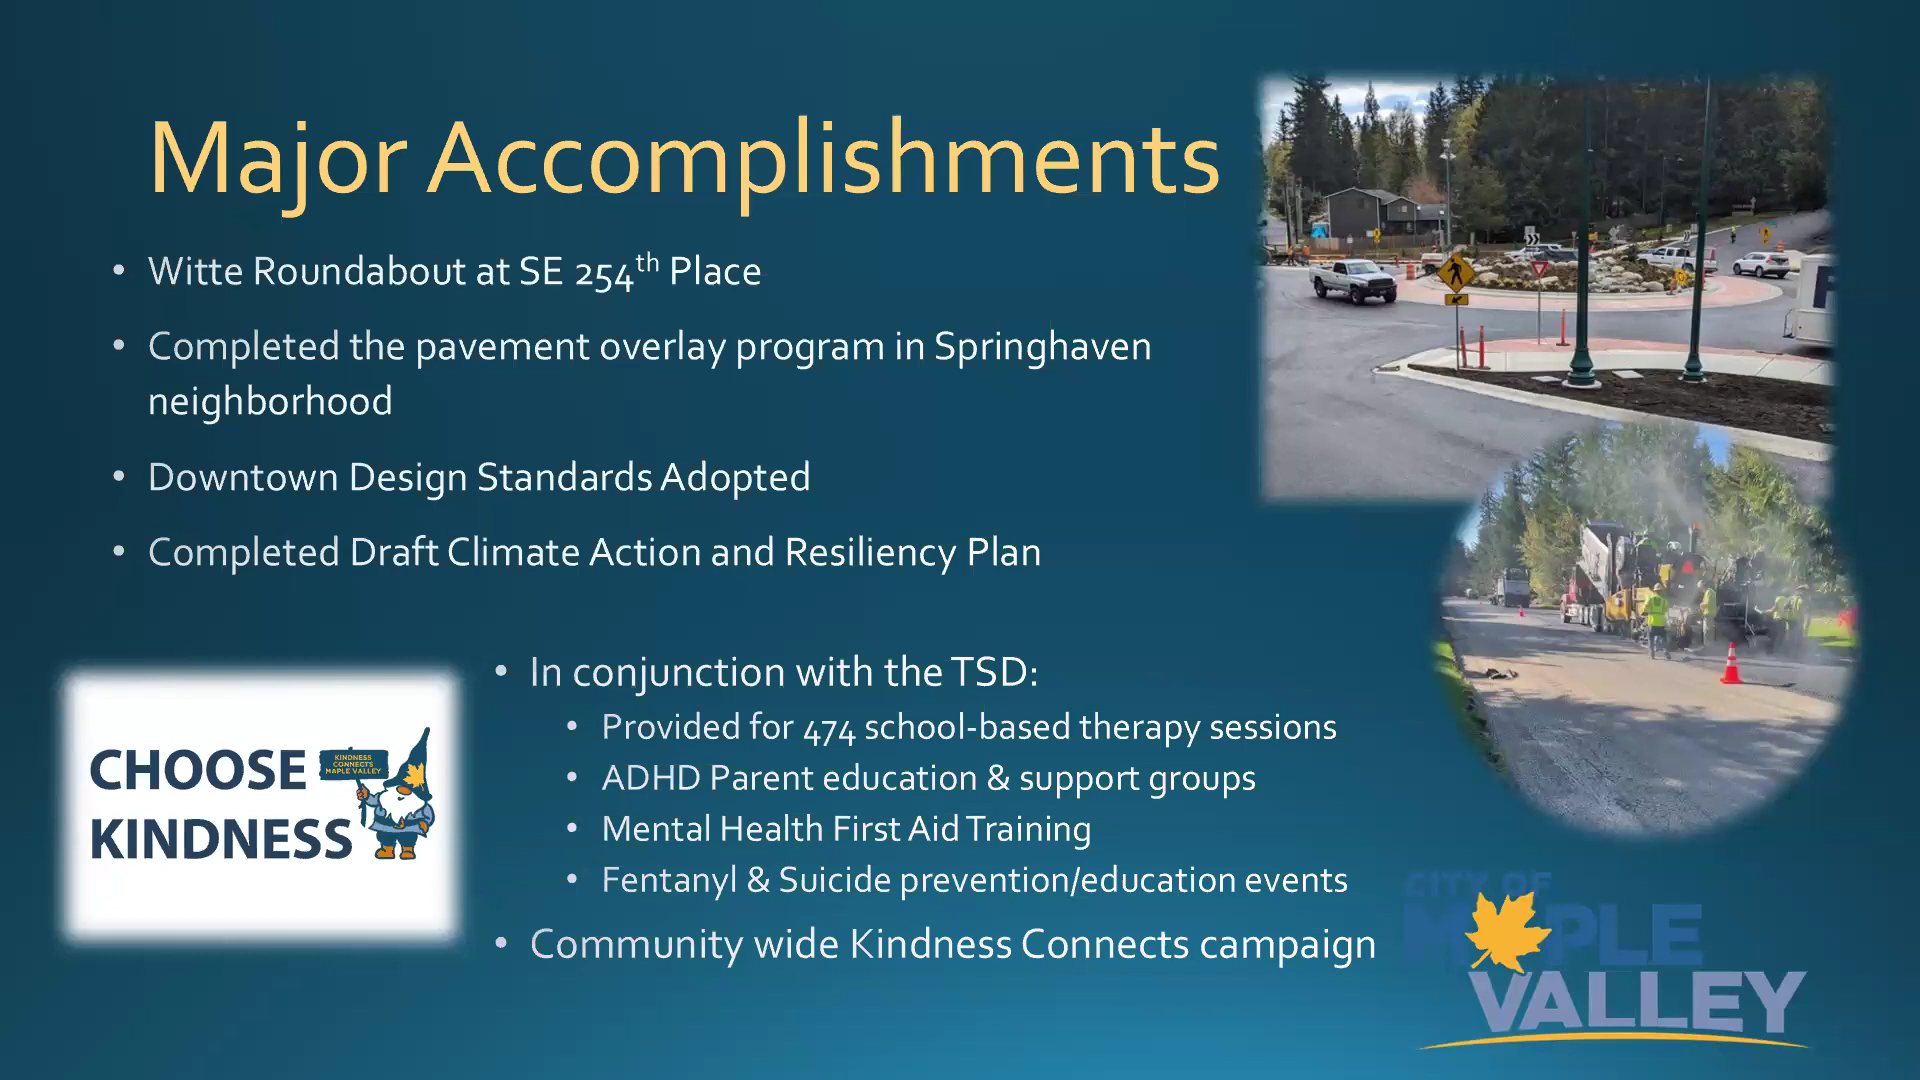 Major Accomplishments
• Witte Roundabout at SE 254th Place
• Completed the pavement overlay program in Springhaven
neighborhood
• Downtown Design Standards Adopted
• Completed Draft Climate Action and Resiliency Plan
• In conjunction with the TSD:
• Provided for 474 school-based therapy sessions
• ADHD Parent education & support groups
• Mental Health First Aid Training
• Fentanyl & Suicide prevention/education events
• Community wide Kindness Connects campaign
CHOOSE
KINDNESS
KINDNESS
CONNECTS
MAPLE VALLEY
CITY OF
MAPLE
VALLEY